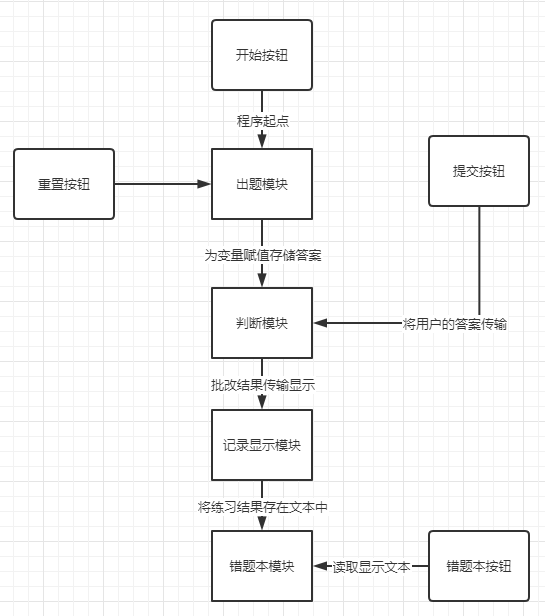 开始按钮
程序起点
重置按钮
出题模块
提交按钮
为变量赋值存储答案
判断模块
将用户的答案传输
批改结果传输显示
记录显示模块
将练习结果存在文本中
错题本模块
读取显示文本
错题本按钮